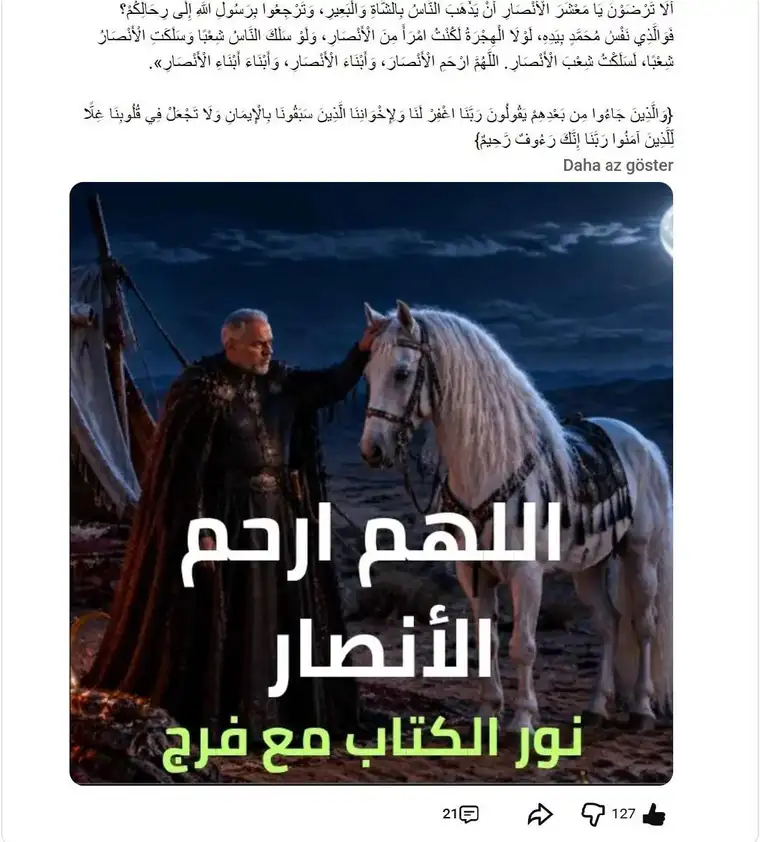 أَلَا تَرْضَوْنَ يَا مَعْشَرَ الْأَنْصَارِ أَنْ يَذْهَبَ النَّاسُ بِالشَّاةِ وَالْبَعِيرِ، وَتَرْجِعُوا بِرَسُولِ اللَّهِ إِلَى رِحَالِكُمْ؟
فَوَالَّذِي نَفْسُ مُحَمَّدٍ بِيَدِهِ، لَوْلَا الْهِجْرَةُ لَكُنْتُ امْرَأً مِنَ الْأَنْصَارِ، وَلَوْ سَلَكَ النَّاسُ شِعْبًا وَسَلَكَتِ الْأَنْصَارُ
شِعْبًا، لَسَلَكْتُ شِعْبَ الْأَنْصَارِ. اللَّهُمَّ ارْحَمِ الْأَنْصَارَ، وَأَبْنَاءَ الْأَنْصَارِ، وَأَبْنَاءَ أَبْنَاءِ الْأَنْصَارِ».
{وَالَّذِينَ جَاءُوا مِن بَعْدِهِمْ يَقُولُونَ رَبَّنَا اغْفِرْ لَنَا وَلِإِخْوَانِنَا الَّذِينَ سَبَقُونَا بِالْإِيمَانِ وَلَا تَجْعَلْ فِي قُلُوبِنَا غِلًّا
لِّلَّذِينَ آمَنُوا رَبَّنَا إِنَّكَ رَءُوفٌ رَّحِيمٌ}
Daha az göster
اللهم ارحم
الأنصار
نور الكتاب مع فرج
21 127